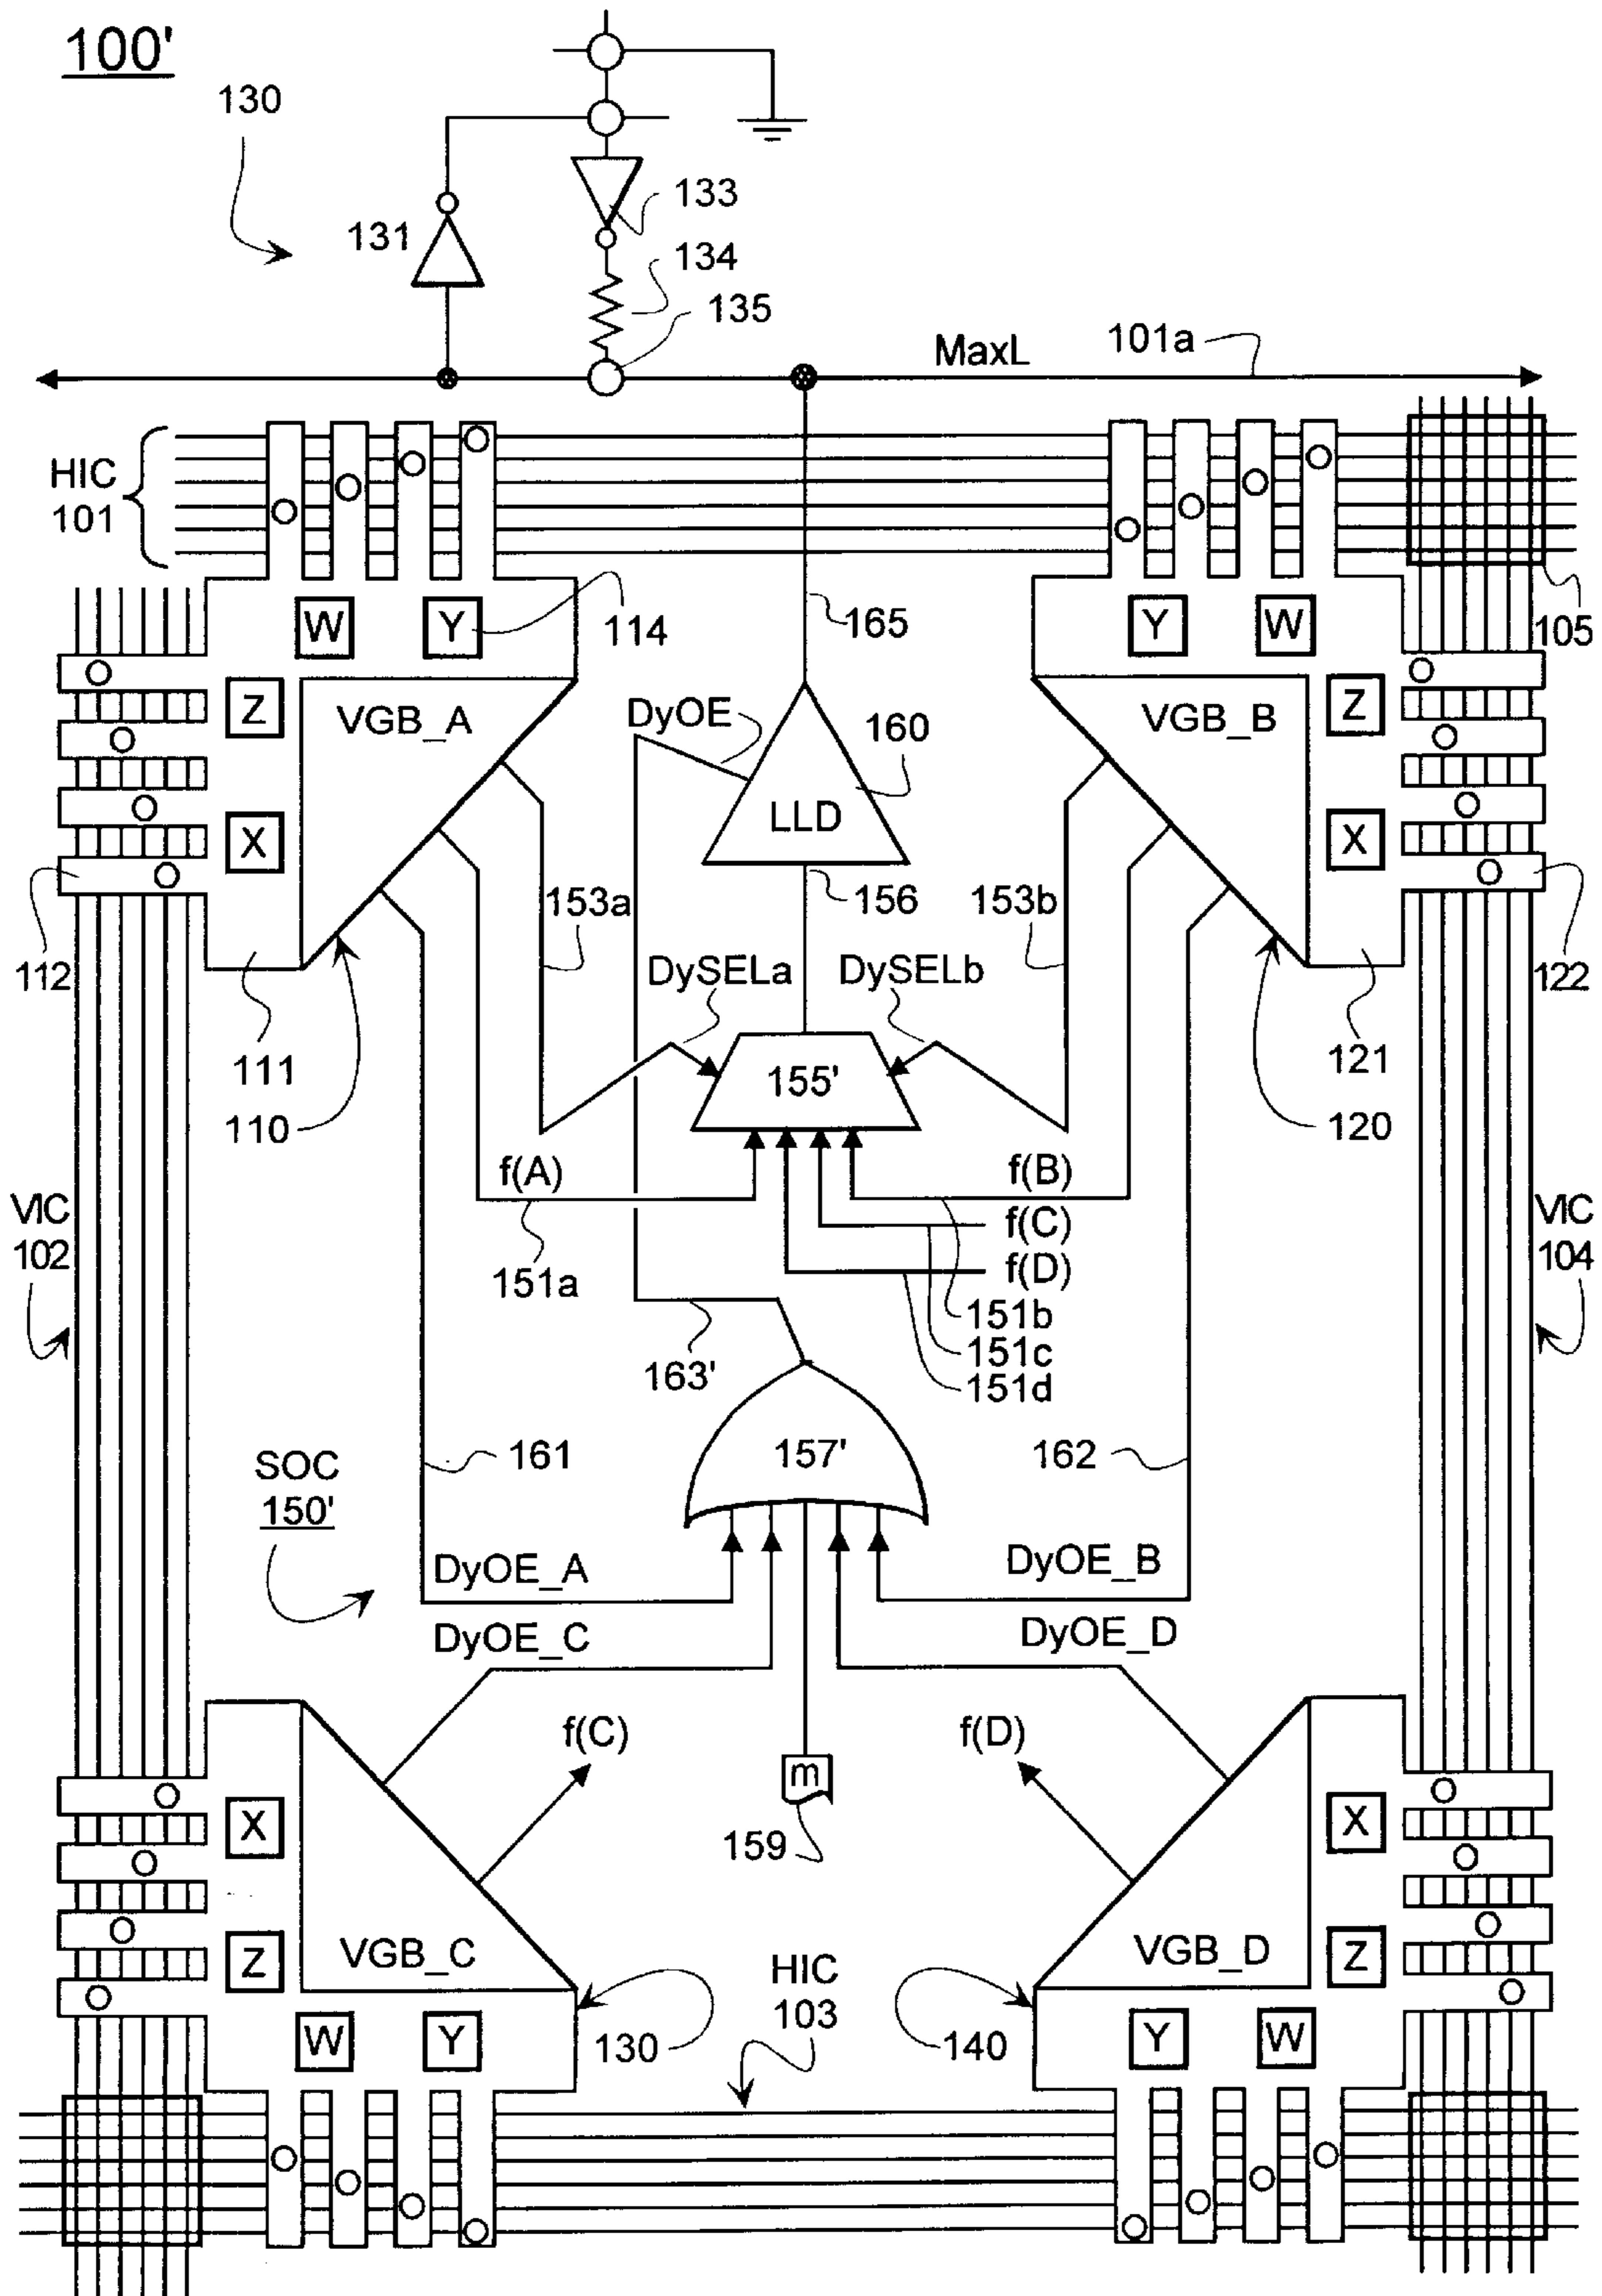 100'
130
133
131
134
135
MaxL
101a
HIC
101
W
Y
114
165
Y
W
105
Z
VGB_A
DyOE
160
VGB_B
Z
LLD
X
X
153a
156
153b
112
DySELa
DySELb
122
111
155'
121
110
120
f(A)
f(B)
VIC
102
f(C)
VIC
104
151a
f(D)
151b
151c
163'
151d
161
157'
162
SOC
150'
DyOE_A
DyOE_B
DyOE_C
DyOE_D
f(C)
f(D)
m
X
159
X
VGB_C
VGB_D
Z
Z
HIC
103
W
Y
130
140
Y
W